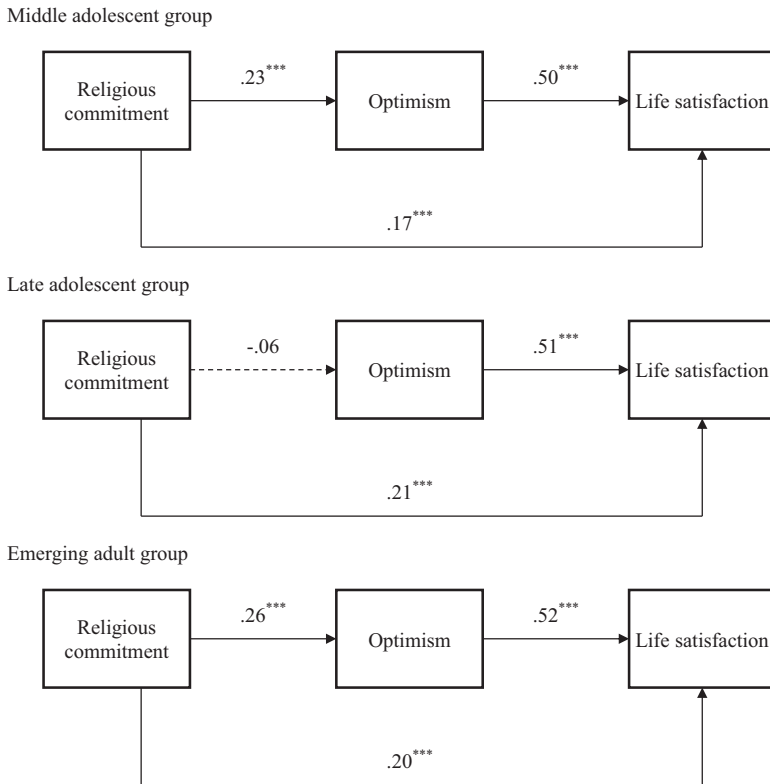 Middle adolescent group
.23***
.50***
Religious
commitment
Optimism
Life satisfaction
.17***
Late adolescent group
-.06
.51***
Religious
commitment
Optimism
Life satisfaction
.21***
Emerging adult group
.26***
.52***
Religious
commitment
Optimism
Life satisfaction
.20***